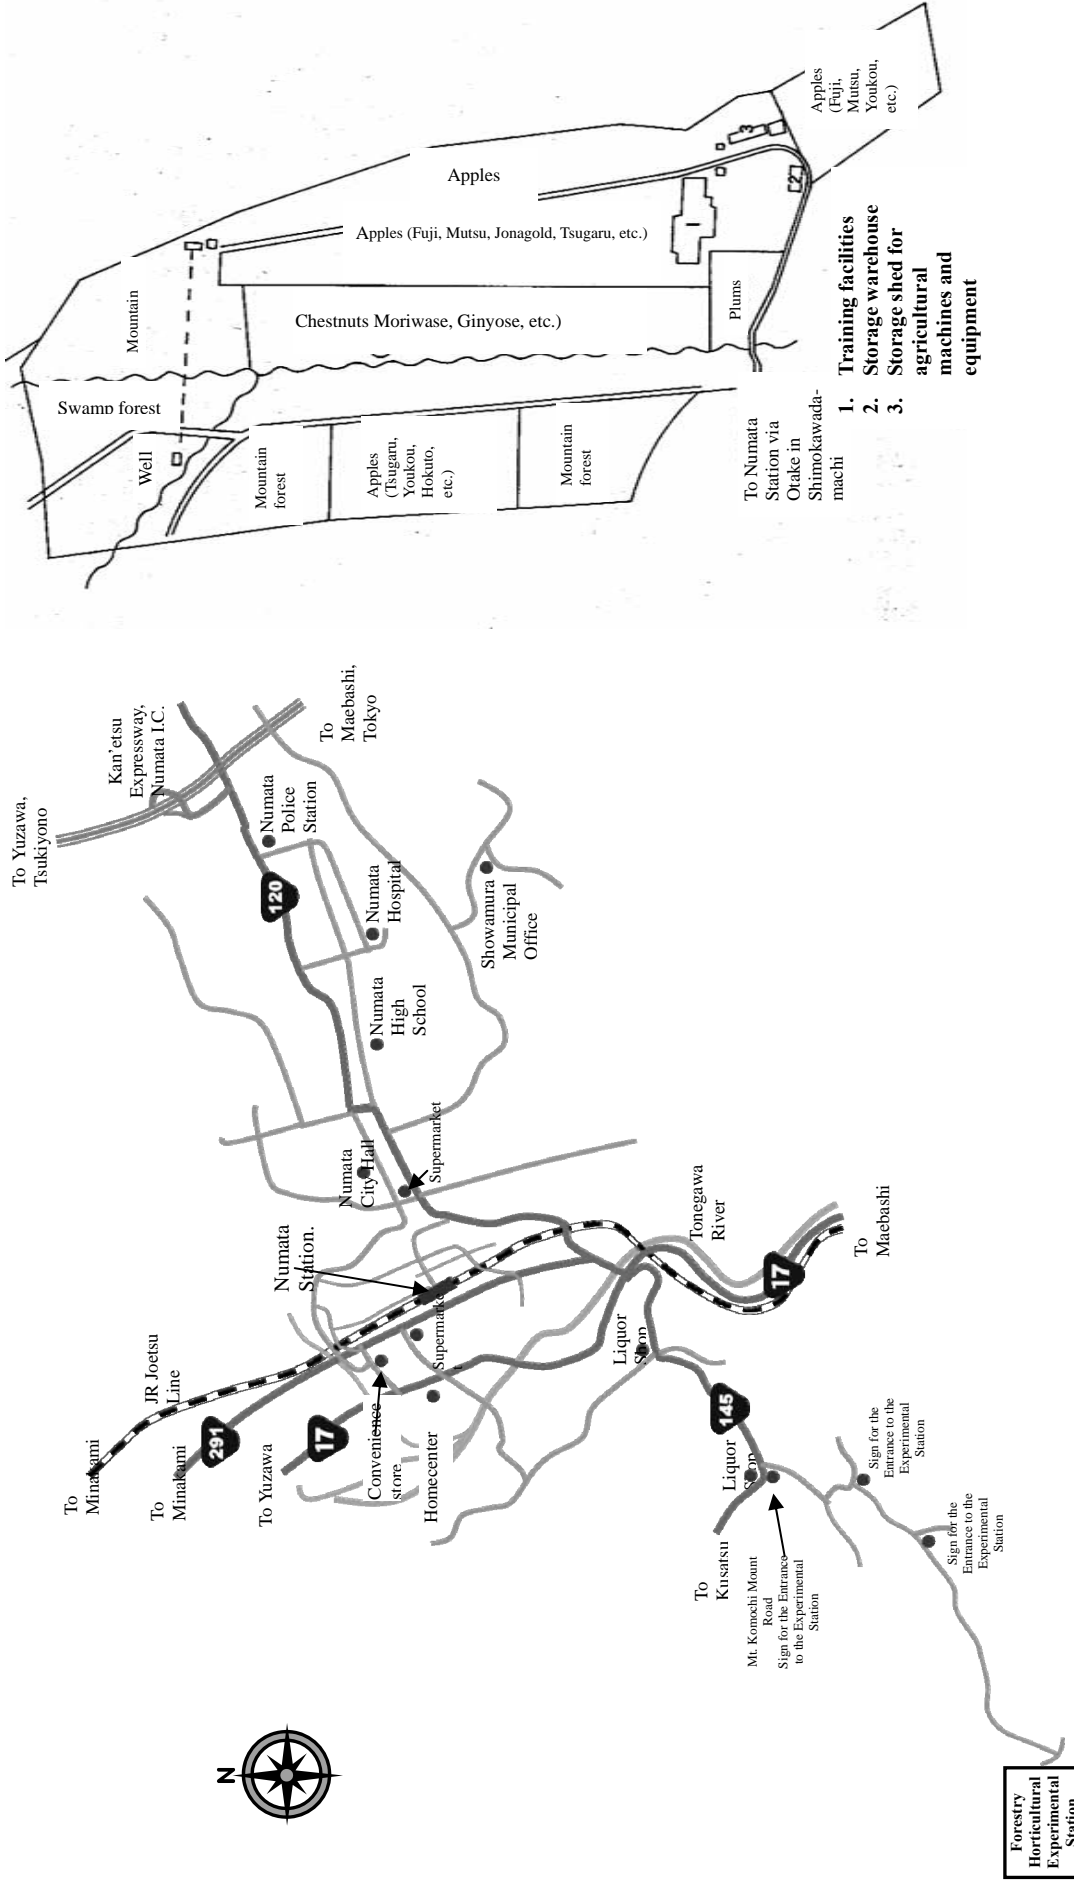 Apples
(Fuji,
Mutsu,
Youkou,
etc.)
3
Apples
2
Apples (Fuji, Mutsu, Jonagold, Tsugaru, etc.)
1
Mountain
Chestnuts Moriwase, Ginyose, etc.)
Plums
Swamp forest
Well
Mountain
forest
Apples
(Tsugaru,
Youkou,
Hokuto,
etc.)
Mountain
forest
To Numata
Station via
Otake in
Shimokawada-
machi
1. Training facilities
2. Storage warehouse
3. Storage shed for
agricultural
machines and
equipment
To Yuzawa,
Tsukiyono
Kan'etsu
Expressway,
Numata I.C.
To
Maebashi,
Tokyo
Numata
Police
Station
120
Numata
Hospital
Showamura
Municipal
Office
Numata
High
School
Numata
City Hall
Supermarket
Numata
Station.
Tonegawa
River
To
Maebashi
17
JR Joetsu
Line
To
Minakami
291
To
Minakami
17
To Yuzawa
Supermarket
Convenience
store
Homecenter
Liquor
Shop
145
Liquor
Shop
To
Kusatsu
Mt. Komochi Mount
Road
Sign for the Entrance
to the Experimental
Station
Sign for the
Entrance to the
Experimental
Station
Sign for the
Entrance to the
Experimental
Station
N
Forestry
Horticultural
Experimental
Station